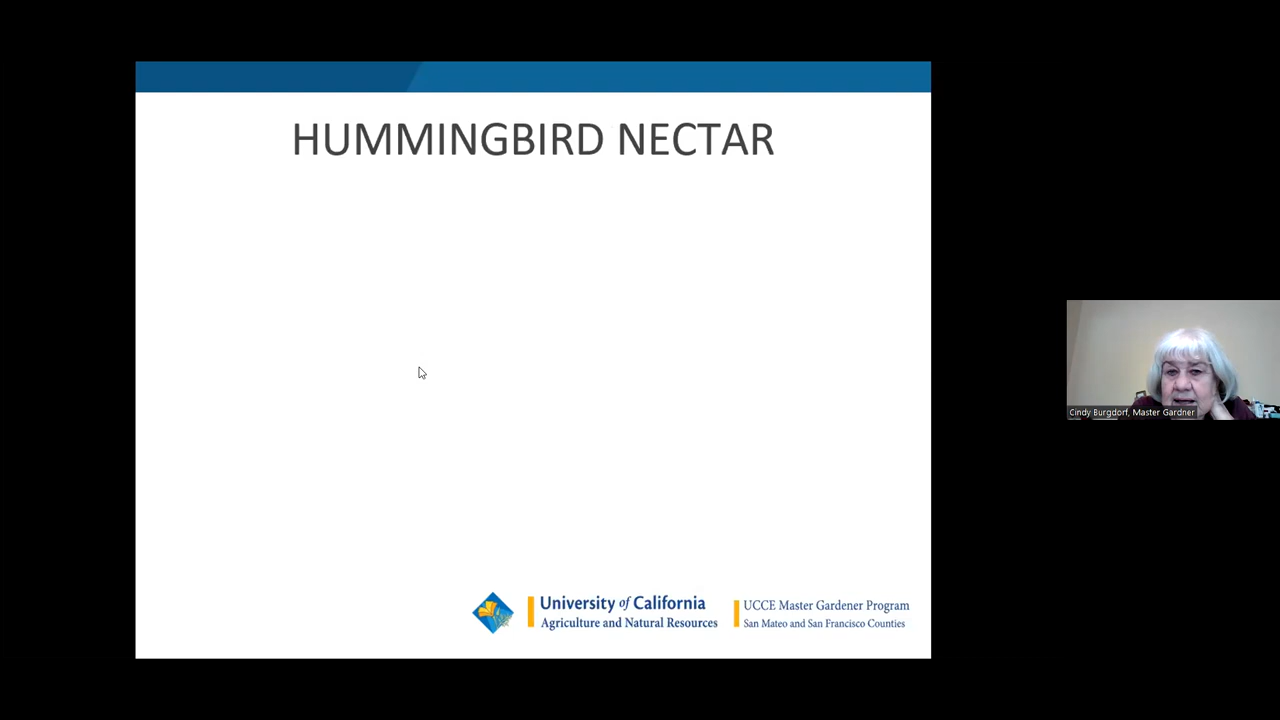 HUMMINGBIRD NECTAR
Cindy Burgdorf, Master Gardner
University of California
Agriculture and Natural Resources
UCCE Master Gardener Program
San Mateo and San Francisco Counties